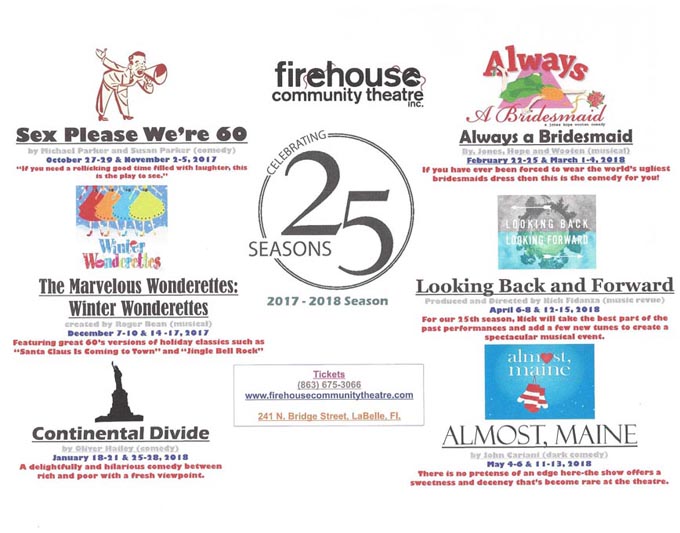 firehouse
community theatre
inc.
CELEBRATING
25
SEASONS
2017 - 2018 Season
Sex Please We're 60
by Michael Parker and Susan Parker (comedy)
October 27-29 & November 2-5, 2017
"If you need a rollicking good time filled with laughter, this
is the play to see."
Winter
Wonderettes
The Marvelous Wonderettes:
Winter Wonderettes
created by Roger Bean (musical)
December 7-10 & 14 -17, 2017
Featuring great 60's versions of holiday classics such as
"Santa Claus Is Coming to Town" and "Jingle Bell Rock"
Continental Divide
by Oliver Hailey (comedy)
January 18-21 & 25-28, 2018
A delightfully and hilarious comedy between
rich and poor with a fresh viewpoint.
Tickets
(863) 675-3066
www.firehousecommunitytheatre.com
241 N. Bridge Street, LaBelle, Fl.
Always
A Bridesmaid
a jones hope wooten comedy
Always a Bridesmaid
By, Jones, Hope and Wooten (musical)
February 22-25 & March 1-4, 2018
If you have ever been forced to wear the world's ugliest
bridesmaids dress then this is the comedy for you!
LOOKING BACK
LOOKING FORWARD
Looking Back and Forward
Produced and Directed by Nick Fidanza (music revue)
April 6-8 & 12-15, 2018
For our 25th season, Nick will take the best part of the
past performances and add a few new tunes to create a
spectacular musical event.
almost,
maine
ALMOST, MAINE
by John Cariani (dark comedy)
May 4-6 & 11-13, 2018
There is no pretense of an edge here-the show offers a
sweetness and decency that's become rare at the theatre.